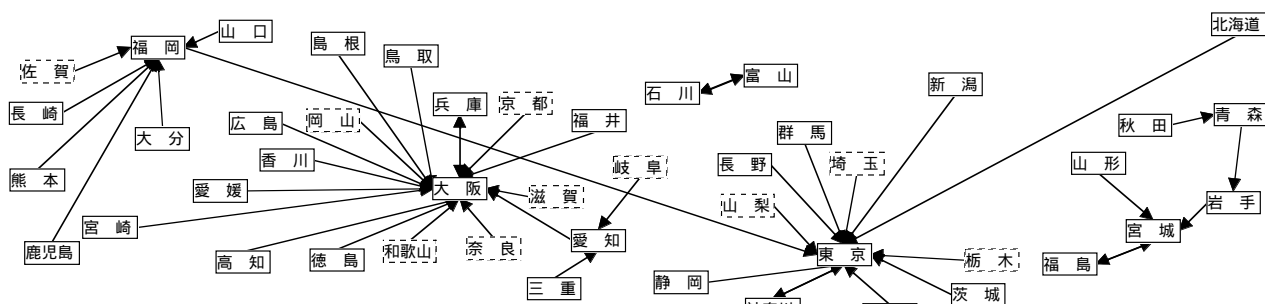 北海道
山　口
福　岡
島　根
鳥　取
佐　賀
富　山
石　川
新　潟
兵　庫
京　都
長　崎
岡　山
福　井
広　島
青　森
秋　田
群　馬
大　分
香　川
岐　阜
長　野
埼　玉
山　形
熊　本
愛　媛
大　阪
滋　賀
山　梨
岩　手
宮　崎
愛　知
宮　城
鹿児島
和歌山
奈　良
東　京
高　知
徳　島
栃　木
福　島
静　岡
三　重
茨　城